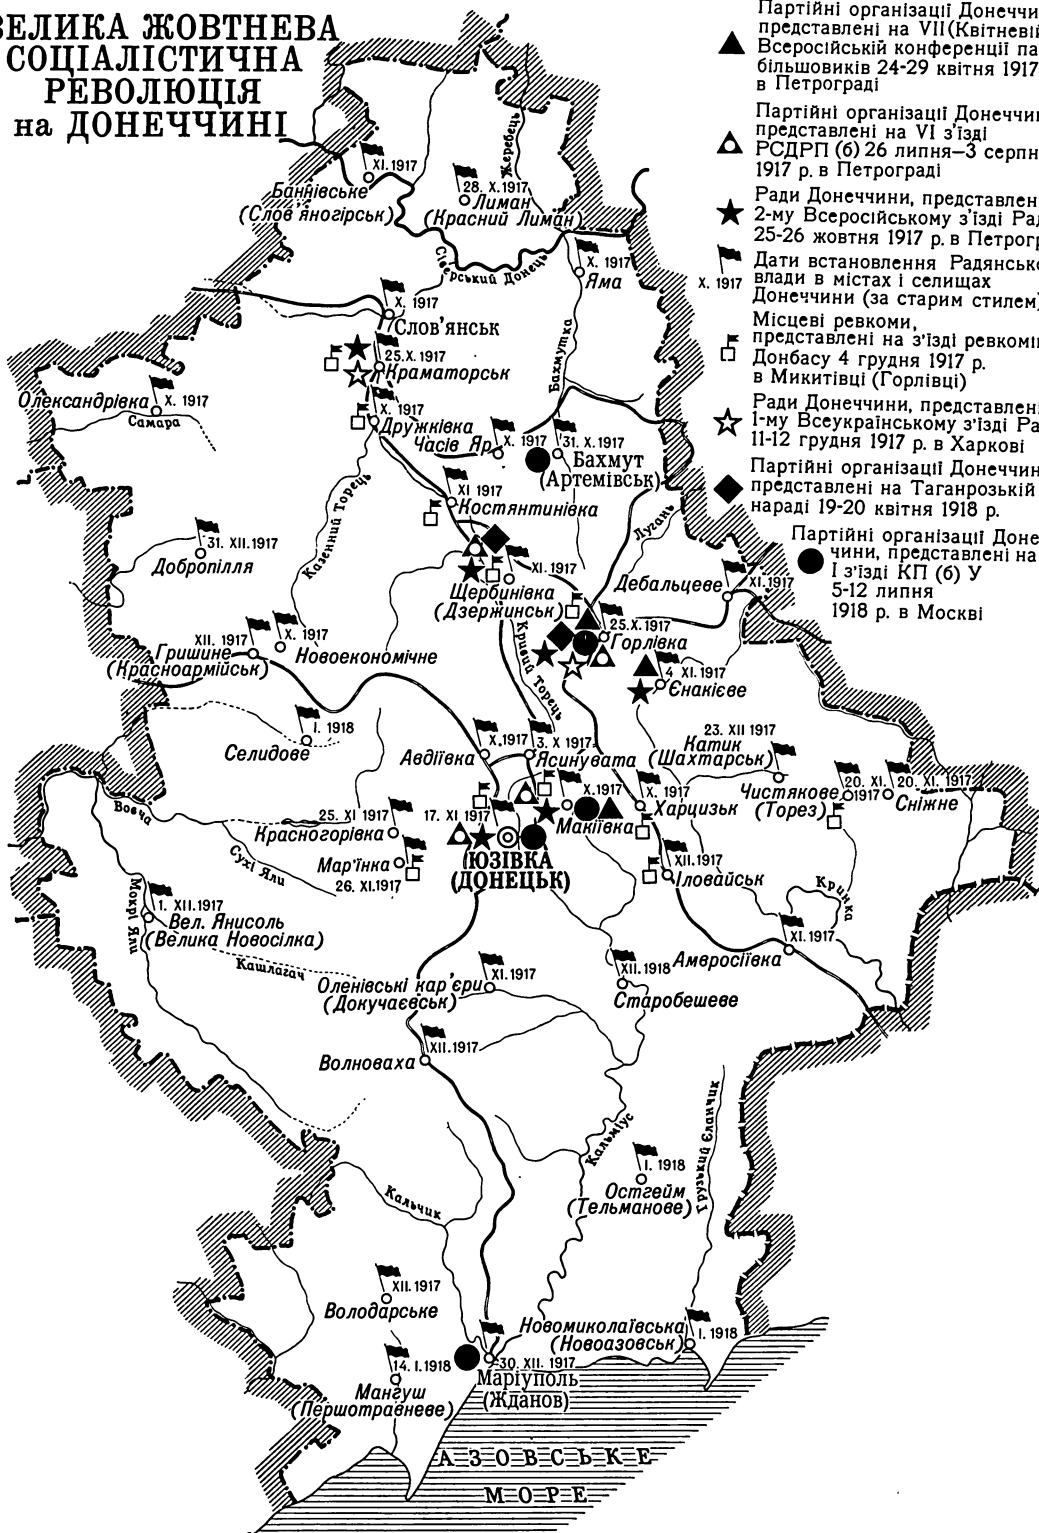 ВЕЛИКА ЖОВТНЕВА
СОЦІАЛІСТИЧНА
РЕВОЛЮЦІЯ
на ДОНЕЧЧИНІ
Партійні організації Донеччи
представлені на VII (Квітневій
Всеросійській конференції па
більшовиків 24-29 квітня 1917
в Петрограді
Партійні організації Донеччин
представлені на VI з'їзді
РСДРП (б) 26 липня–3 серпн
1917 р. в Петрограді
Ради Донеччини, представлен
2-му Всеросійському з'їзді Рад
25-26 жовтня 1917 р. в Петрогр
X. 1917
Дати встановлення Радянсько
влади в містах і селищах
Донеччини (за старим стилем)
Місцеві ревкоми,
представлені на з'їзді ревкомі
Донбасу 4 грудня 1917 р.
в Микитівці (Горлівці)
Ради Донеччини, представлені
1-му Всеукраїнському з'їзді Ра
11-12 грудня 1917 р. в Харкові
Партійні організації Донеччин
представлені на Таганрозькій
нараді 19-20 квітня 1918 р.
Партійні організації Доне
чини, представлені на
I з'їзді КП (б) У
5-12 липня
1918 р. в Москві
XI. 1917
Баннівське
(Слов'яногірськ)
28. X. 1917
Лиман
(Красний Лиман)
Жеребець
Сіверський Донець
X. 1917
Яма
X. 1917
Слов'янськ
25. X. 1917
Краматорськ
Бахмутка
Олександрівка
X. 1917
Самара
X. 1917
Дружківка
Часів Яр
X. 1917
31. X. 1917
Бахмут
(Артемівськ)
XI 1917
Костянтинівка
Казенний Торець
Лугань
31. XII. 1917
Добропілля
XI. 1917
Щербинівка
(Дзержинськ)
Дебальцеве
XI. 1917
25. X. 1917
Горлівка
Кривий Торець
XII. 1917
Гришине
(Красноармійськ)
X. 1917
Новоекономічне
4 XI. 1917
Єнакієве
I. 1918
Селидове
Авдіївка
X. 1917
3. X 1917
Ясинувата
23. XII 1917
Катик
(Шахтарськ)
Вовча
25. XI 1917
Красногорівка
17. XI 1917
X. 1917
Макіївка
X. 1917
Харцизьк
Чистякове
(Торез)
20. XI.
1917
20. XI. 1917
Сніжне
ЮЗІВКА
(ДОНЕЦЬК)
Сухі Яли
Мар'їнка
26. XI. 1917
XII. 1917
Іловайськ
Кринка
Мокрі Яли
1. XII. 1917
Вел. Янисоль
(Велика Новосілка)
Кашлагач
XI. 1917
Амвросіївка
Оленівські кар'єри
(Докучаєвськ)
XI. 1917
XII. 1918
Старобешеве
XII. 1917
Волноваха
Кальміус
Грузький Єланчик
I. 1918
Остгейм
(Тельманове)
Кальчик
XII. 1917
Володарське
Новомиколаївська
(Новоазовськ)
I. 1918
14. I. 1918
Мангуш
(Першотравневе)
30. XII. 1917
Маріуполь
(Жданов)
АЗОВСЬКЕ
МОРЕ